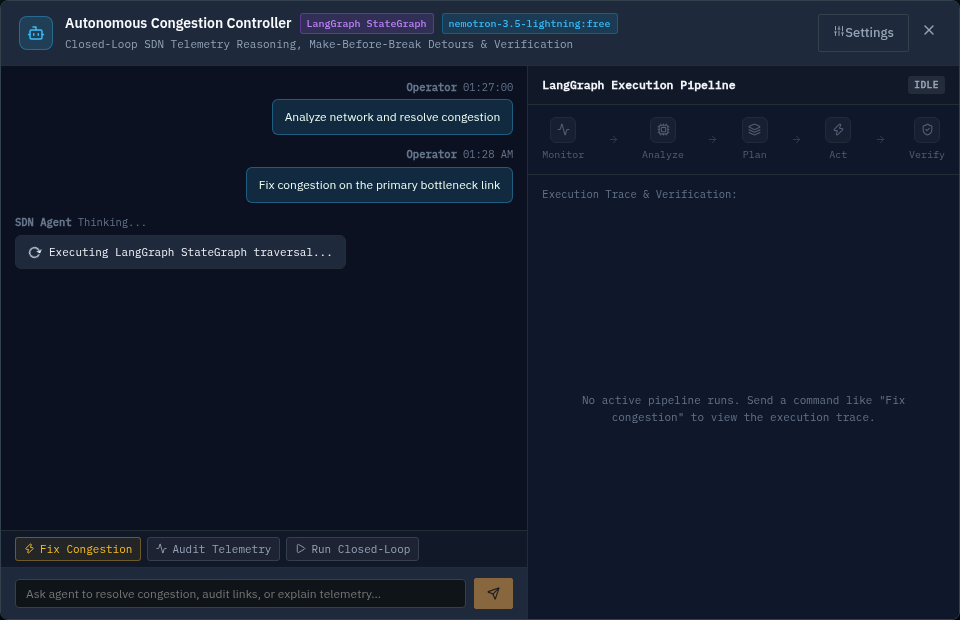 Autonomous Congestion Controller
LangGraph StateGraph
nemotron-3.5-lightning:free
Closed-Loop SDN Telemetry Reasoning, Make-Before-Break Detours & Verification
Settings
Operator 01:27:00
Analyze network and resolve congestion
Operator 01:28 AM
Fix congestion on the primary bottleneck link
SDN Agent Thinking...
Executing LangGraph StateGraph traversal...
Fix Congestion
Audit Telemetry
Run Closed-Loop
Ask agent to resolve congestion, audit links, or explain telemetry...
LangGraph Execution Pipeline
IDLE
Monitor
Analyze
Plan
Act
Verify
Execution Trace & Verification:
No active pipeline runs. Send a command like "Fix
congestion" to view the execution trace.